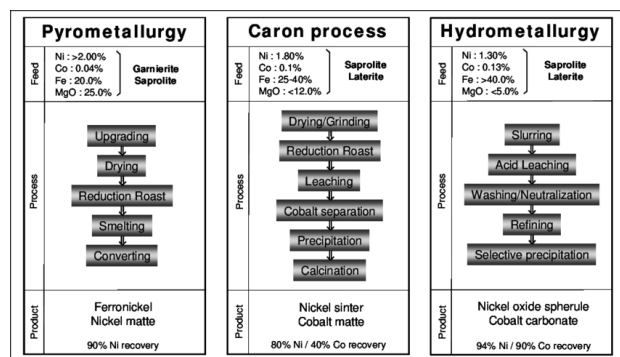 Pyrometallurgy
Feed
Ni : >2.00%
Co : 0.04%
Fe : 20.0%
MgO : 25.0%
Garnierite
Saprolite
Process
Upgrading
Drying
Reduction Roast
Smelting
Converting
Product
Ferronickel
Nickel matte
90% Ni recovery
Caron process
Feed
Ni : 1.80%
Co : 0.1%
Fe : 25-40%
MgO : <12.0%
Saprolite
Laterite
Process
Drying/Grinding
Reduction Roast
Leaching
Cobalt separation
Precipitation
Calcination
Product
Nickel sinter
Cobalt matte
80% Ni / 40% Co recovery
Hydrometallurgy
Feed
Ni : 1.30%
Co : 0.13%
Fe : >40.0%
MgO : <5.0%
Saprolite
Laterite
Process
Slurring
Acid Leaching
Washing/Neutralization
Refining
Selective precipitation
Product
Nickel oxide spherule
Cobalt carbonate
94% Ni / 90% Co recovery